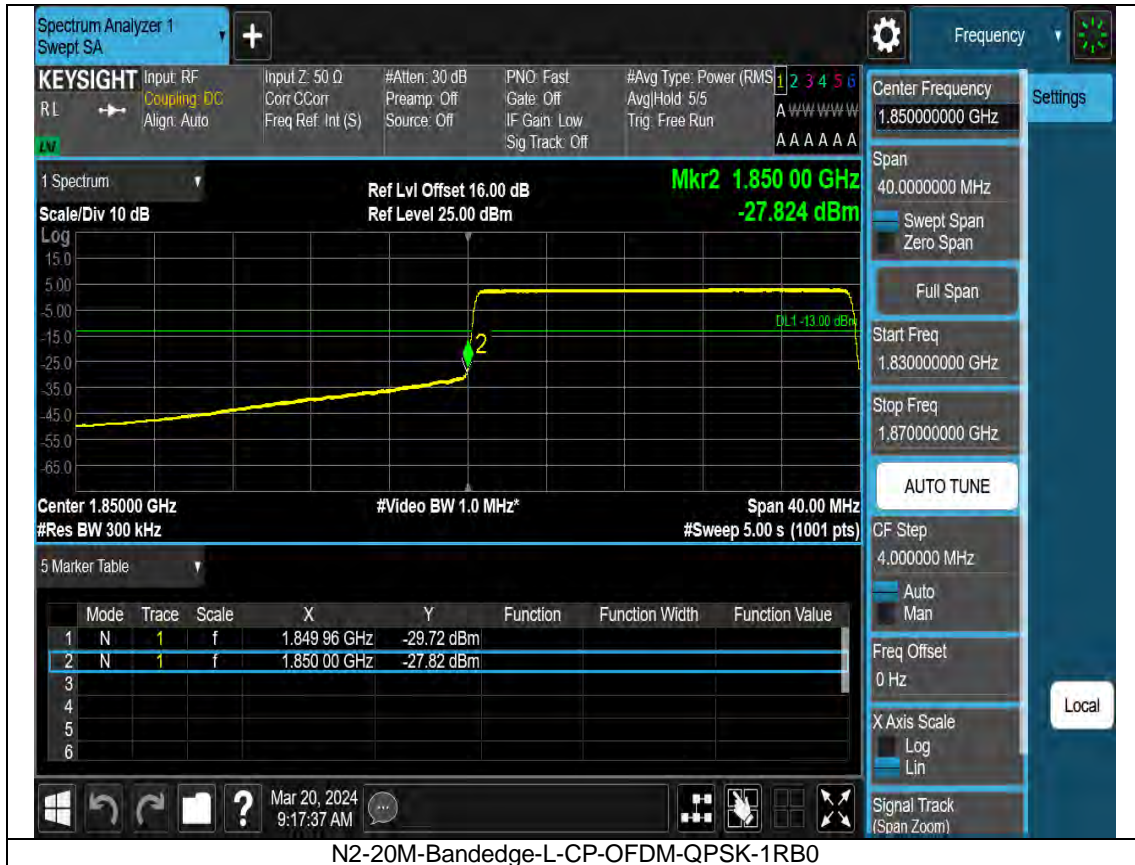 Spectrum Analyzer 1
Swept SA
+
Frequency
KEYSIGHT
RL
Input: RF
Coupling: DC
Align: Auto
Input Z: 50 Ω
Corr CCorr
Freq Ref: Int (S)
#Atten: 30 dB
Preamp: Off
Source: Off
PNO: Fast
Gate: Off
IF Gain: Low
Sig Track: Off
#Avg Type: Power (RMS
Avg|Hold: 5/5
Trig: Free Run
1 2 3 4 5 6
A W W W W W
A A A A A A
1 Spectrum
Scale/Div 10 dB
Ref Lvl Offset 16.00 dB
Ref Level 25.00 dBm
Mkr2 1.850 00 GHz
-27.824 dBm
Log
15.0
5.00
-5.00
-15.0
-25.0
-35.0
-45.0
-55.0
-65.0
DL1 -13.00 dBm
2
Center 1.85000 GHz
#Video BW 1.0 MHz*
Span 40.00 MHz
#Res BW 300 kHz
#Sweep 5.00 s (1001 pts)
5 Marker Table
Mode Trace Scale X Y Function Function Width Function Value
1 N 1 f 1.849 96 GHz -29.72 dBm
2 N 1 f 1.850 00 GHz -27.82 dBm
3
4
5
6
Center Frequency
1.850000000 GHz
Settings
Span
40.0000000 MHz
Swept Span
Zero Span
Full Span
Start Freq
1.830000000 GHz
Stop Freq
1.870000000 GHz
AUTO TUNE
CF Step
4.000000 MHz
Auto
Man
Freq Offset
0 Hz
Local
X Axis Scale
Log
Lin
Signal Track
(Span Zoom)
?
Mar 20, 2024
9:17:37 AM
N2-20M-Bandedge-L-CP-OFDM-QPSK-1RB0